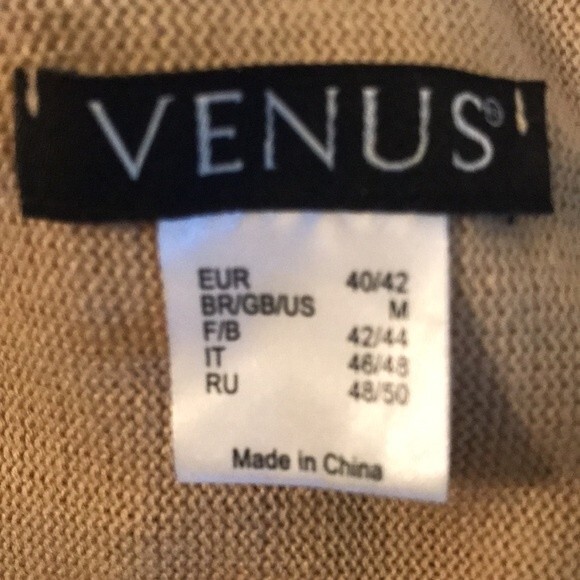 VENUS®
EUR 40/42
BR/GB/US M
F/B 42/44
IT 46/48
RU 48/50
Made in China